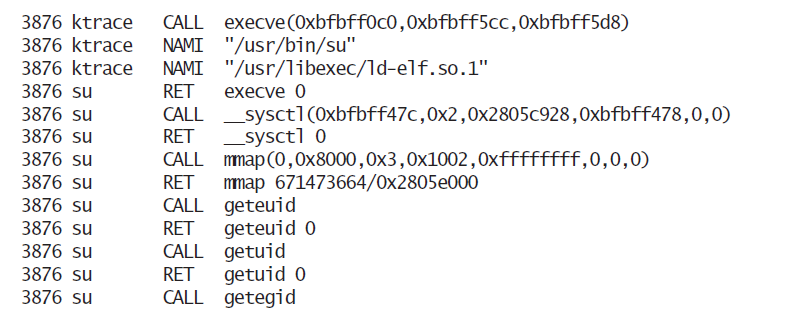 3876 ktrace   CALL  execve(0xbfbff0c0,0xbfbff5cc,0xbfbff5d8)
3876 ktrace   NAMI  "/usr/bin/su"
3876 ktrace   NAMI  "/usr/libexec/ld-elf.so.1"
3876 su       RET   execve 0
3876 su       CALL  __sysctl(0xbfbff47c,0x2,0x2805c928,0xbfbff478,0,0)
3876 su       RET   __sysctl 0
3876 su       CALL  mmap(0,0x8000,0x3,0x1002,0xffffffff,0,0,0)
3876 su       RET   mmap 671473664/0x2805e000
3876 su       CALL  geteuid
3876 su       RET   geteuid 0
3876 su       CALL  getuid
3876 su       RET   getuid 0
3876 su       CALL  getegid